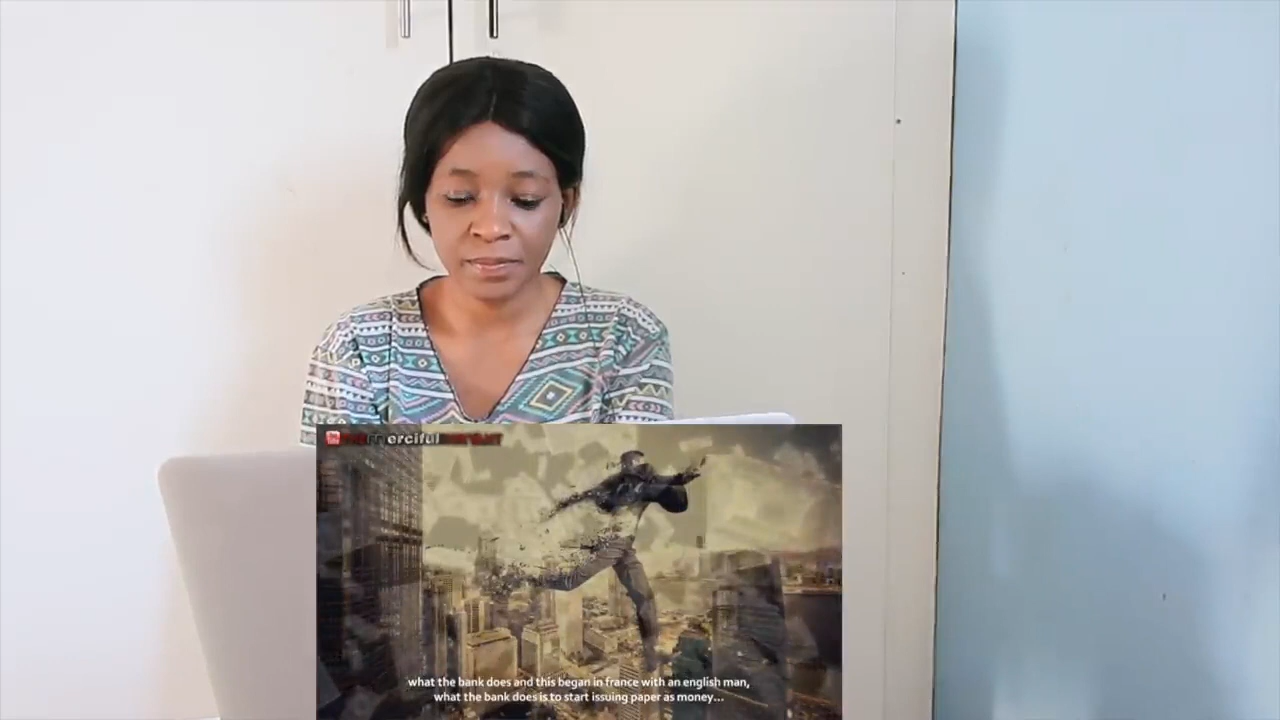 erciful
what the bank does and this began in france with an english man,
what the bank does is to start issuing paper as money...